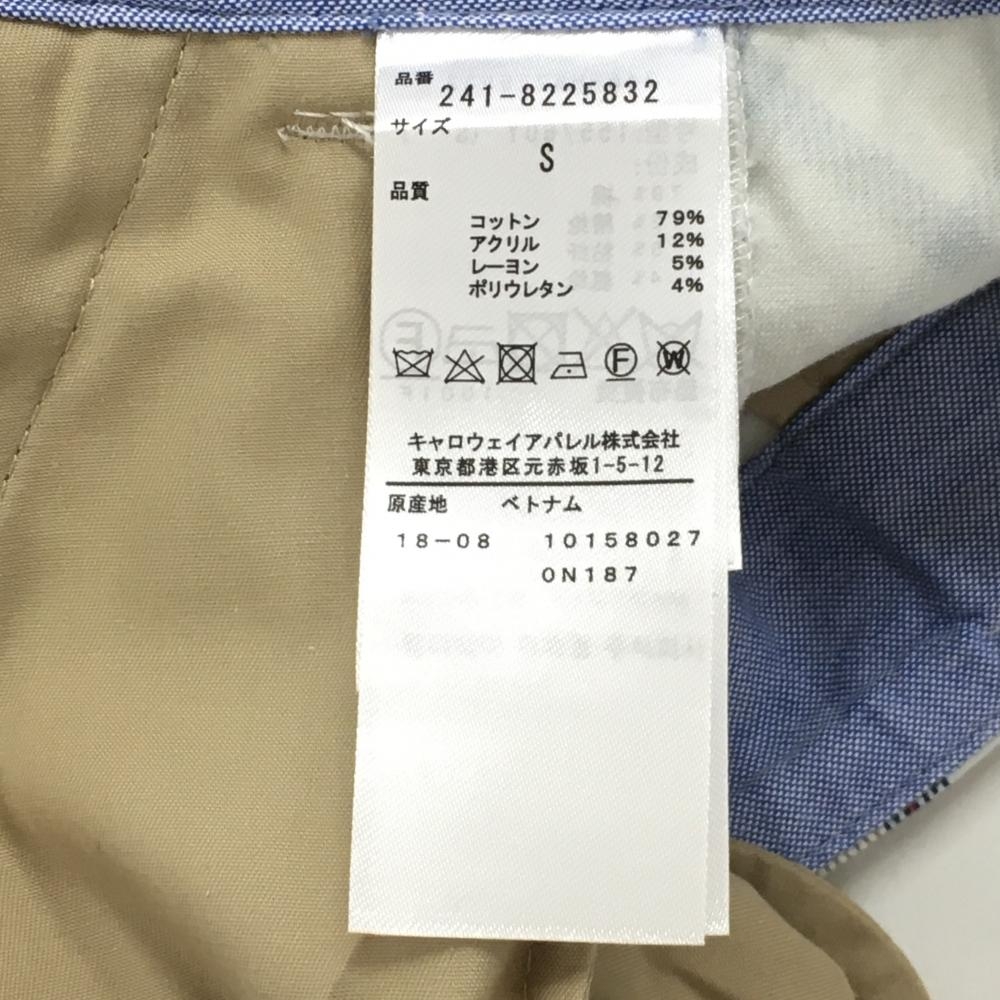 品番 241-8225832
サイズ
S
品質
コットン 79%
アクリル 12%
レーヨン 5%
ポリウレタン 4%
F W
キャロウェイアパレル株式会社
東京都港区元赤坂1-5-12
原産地 ベトナム
18-08 10158027
0N187